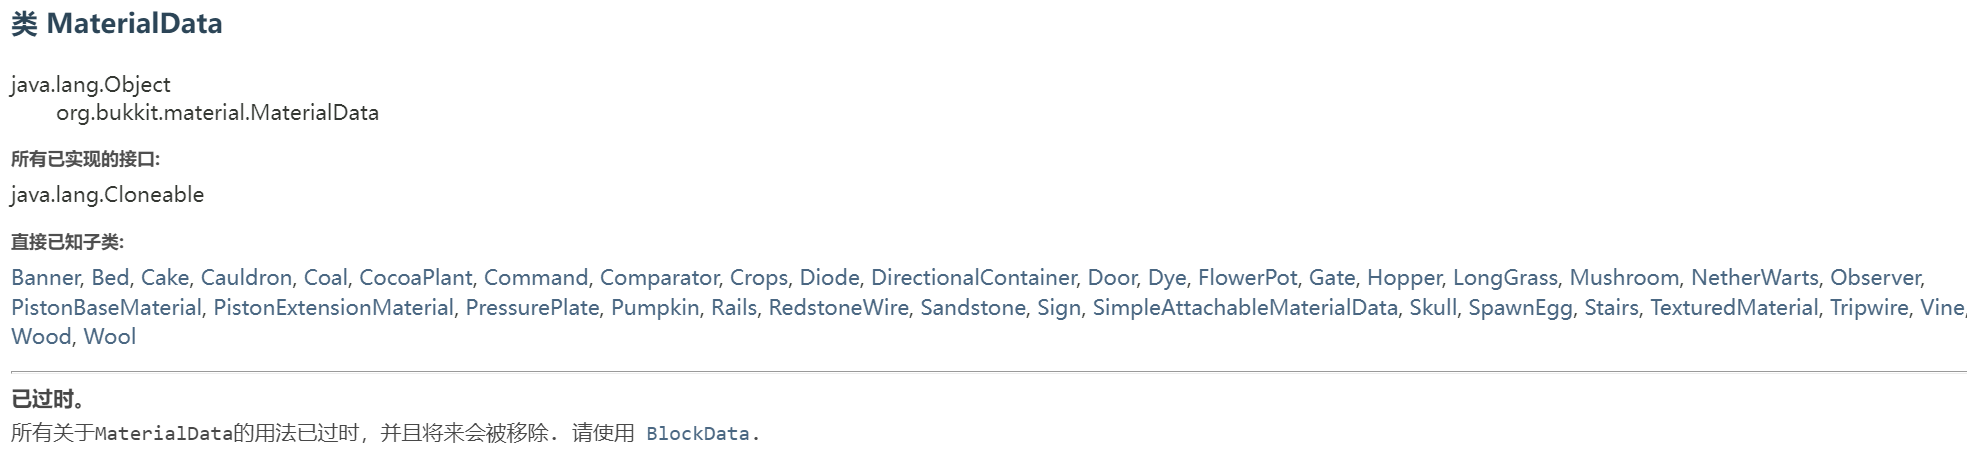 类 MaterialData
java.lang.Object
org.bukkit.material.MaterialData
所有已实现的接口:
java.lang.Cloneable
直接已知子类:
Banner, Bed, Cake, Cauldron, Coal, CocoaPlant, Command, Comparator, Crops, Diode, DirectionalContainer, Door, Dye, FlowerPot, Gate, Hopper, LongGrass, Mushroom, NetherWarts, Observer,
PistonBaseMaterial, PistonExtensionMaterial, PressurePlate, Pumpkin, Rails, RedstoneWire, Sandstone, Sign, SimpleAttachableMaterialData, Skull, SpawnEgg, Stairs, TexturedMaterial, Tripwire, Vine,
Wood, Wool
已过时。
所有关于MaterialData的用法已过时，并且将来会被移除. 请使用 BlockData.